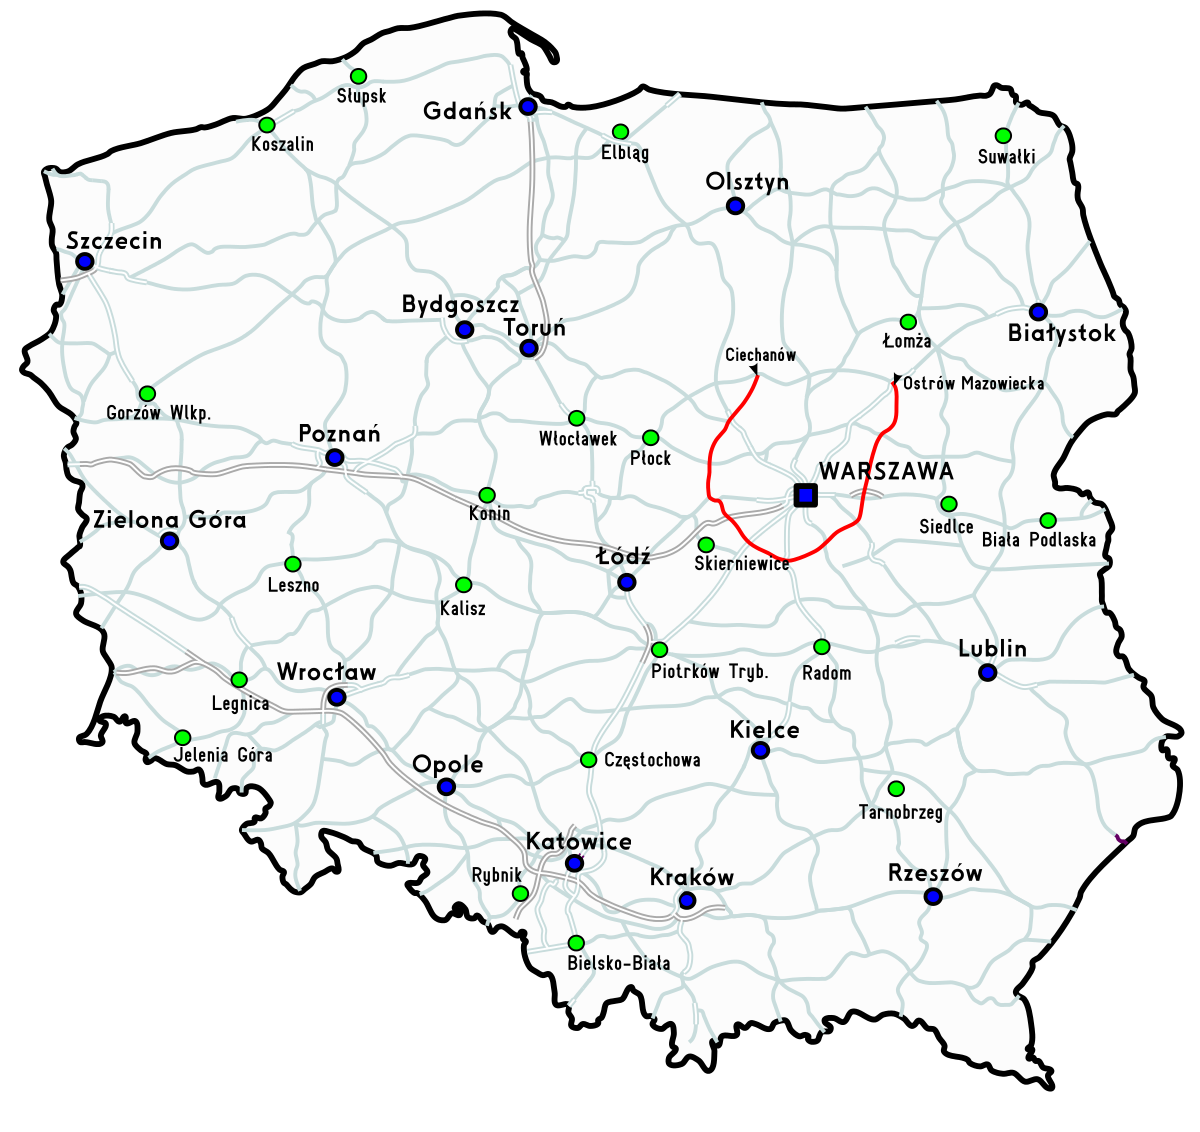 Słupsk
Gdańsk
Koszalin
Elbląg
Suwałki
Olsztyn
Szczecin
Bydgoszcz
Toruń
Białystok
Łomża
Ciechanów
Ostrów Mazowiecka
Gorzów Wlkp.
Poznań
Włocławek
Płock
WARSZAWA
Konin
Siedlce
Zielona Góra
Biała Podlaska
Łódź
Skierniewice
Leszno
Kalisz
Wrocław
Piotrków Tryb.
Radom
Lublin
Legnica
Kielce
Jelenia Góra
Opole
Częstochowa
Tarnobrzeg
Katowice
Rybnik
Kraków
Rzeszów
Bielsko-Biała